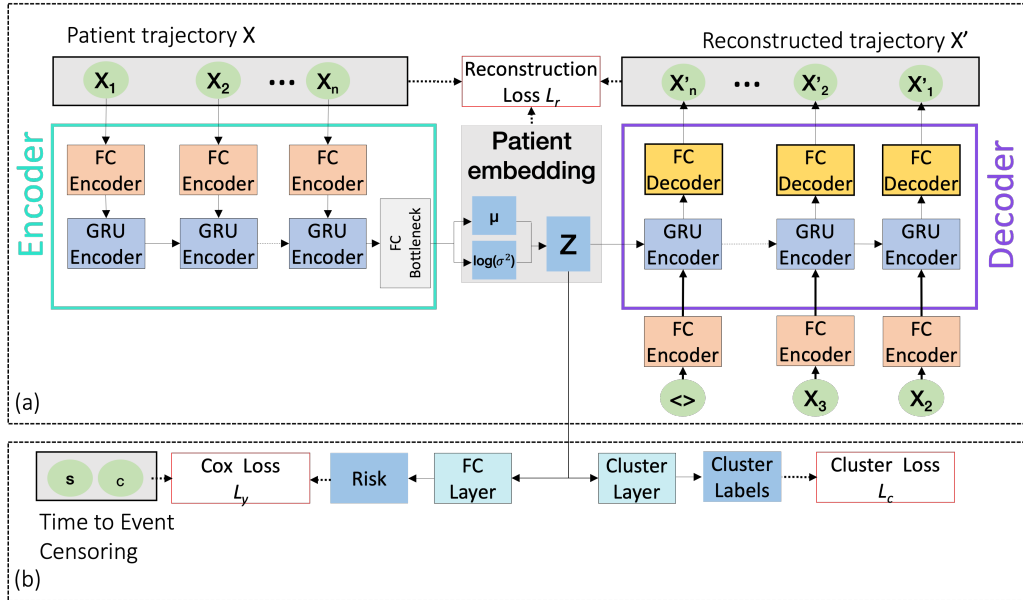 Patient trajectory X
Reconstructed trajectory X’
X1
X2
...
Xn
Reconstruction
Loss Lr
X’n
...
X’2
X’1
Encoder
FC
Encoder
FC
Encoder
FC
Encoder
GRU
Encoder
GRU
Encoder
GRU
Encoder
FC
Bottleneck
Patient
embedding
μ
log(σ²)
Z
Decoder
FC
Decoder
FC
Decoder
FC
Decoder
GRU
Encoder
GRU
Encoder
GRU
Encoder
FC
Encoder
FC
Encoder
FC
Encoder
<>
X3
X2
(a)
s
c
Time to Event
Censoring
Cox Loss
Ly
Risk
FC
Layer
Cluster
Layer
Cluster
Labels
Cluster Loss
Lc
(b)